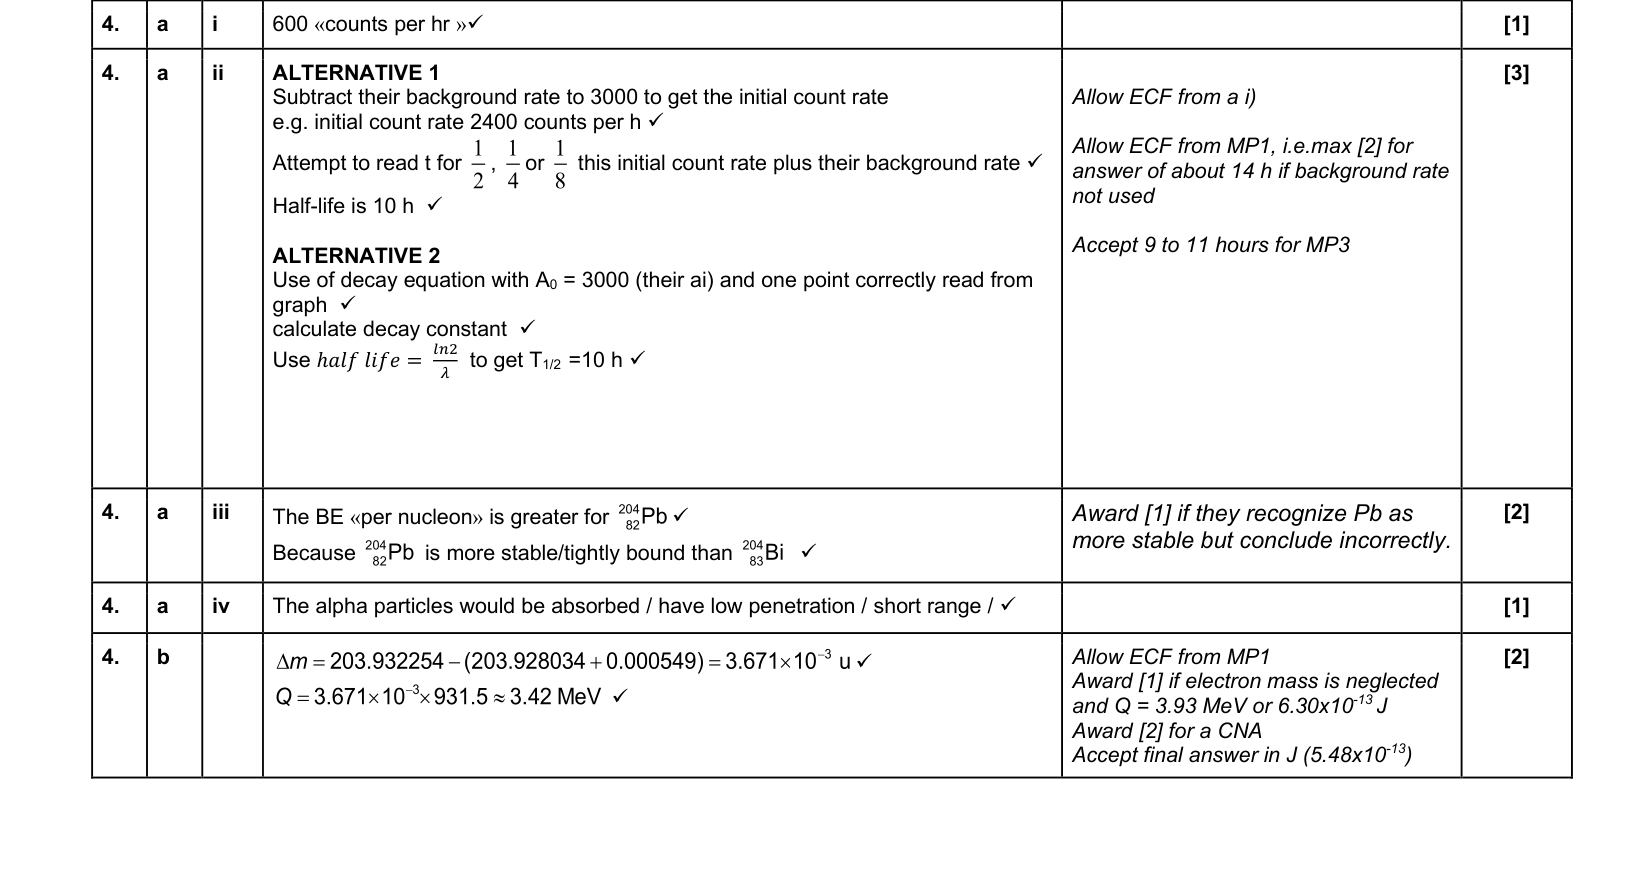 4. a i 600 «counts per hr »✓ [1]
4. a ii ALTERNATIVE 1 [3]
Subtract their background rate to 3000 to get the initial count rate
e.g. initial count rate 2400 counts per h ✓
Attempt to read t for 1/2 , 1/4 or 1/8 this initial count rate plus their background rate ✓
Half-life is 10 h ✓
ALTERNATIVE 2
Use of decay equation with A₀ = 3000 (their ai) and one point correctly read from
graph ✓
calculate decay constant ✓
Use half life = ln2/λ to get T₁/₂ =10 h ✓
Allow ECF from a i)
Allow ECF from MP1, i.e.max [2] for
answer of about 14 h if background rate
not used
Accept 9 to 11 hours for MP3
4. a iii The BE «per nucleon» is greater for ²⁰⁴₈₂Pb ✓ [2]
Because ²⁰⁴₈₂Pb is more stable/tightly bound than ²⁰⁴₈₃Bi ✓
Award [1] if they recognize Pb as
more stable but conclude incorrectly.
4. a iv The alpha particles would be absorbed / have low penetration / short range / ✓ [1]
4. b Δm = 203.932254 – (203.928034 + 0.000549) = 3.671×10⁻³ u ✓ [2]
Q = 3.671×10⁻³× 931.5 ≈ 3.42 MeV ✓
Allow ECF from MP1
Award [1] if electron mass is neglected
and Q = 3.93 MeV or 6.30x10⁻¹³ J
Award [2] for a CNA
Accept final answer in J (5.48x10⁻¹³)